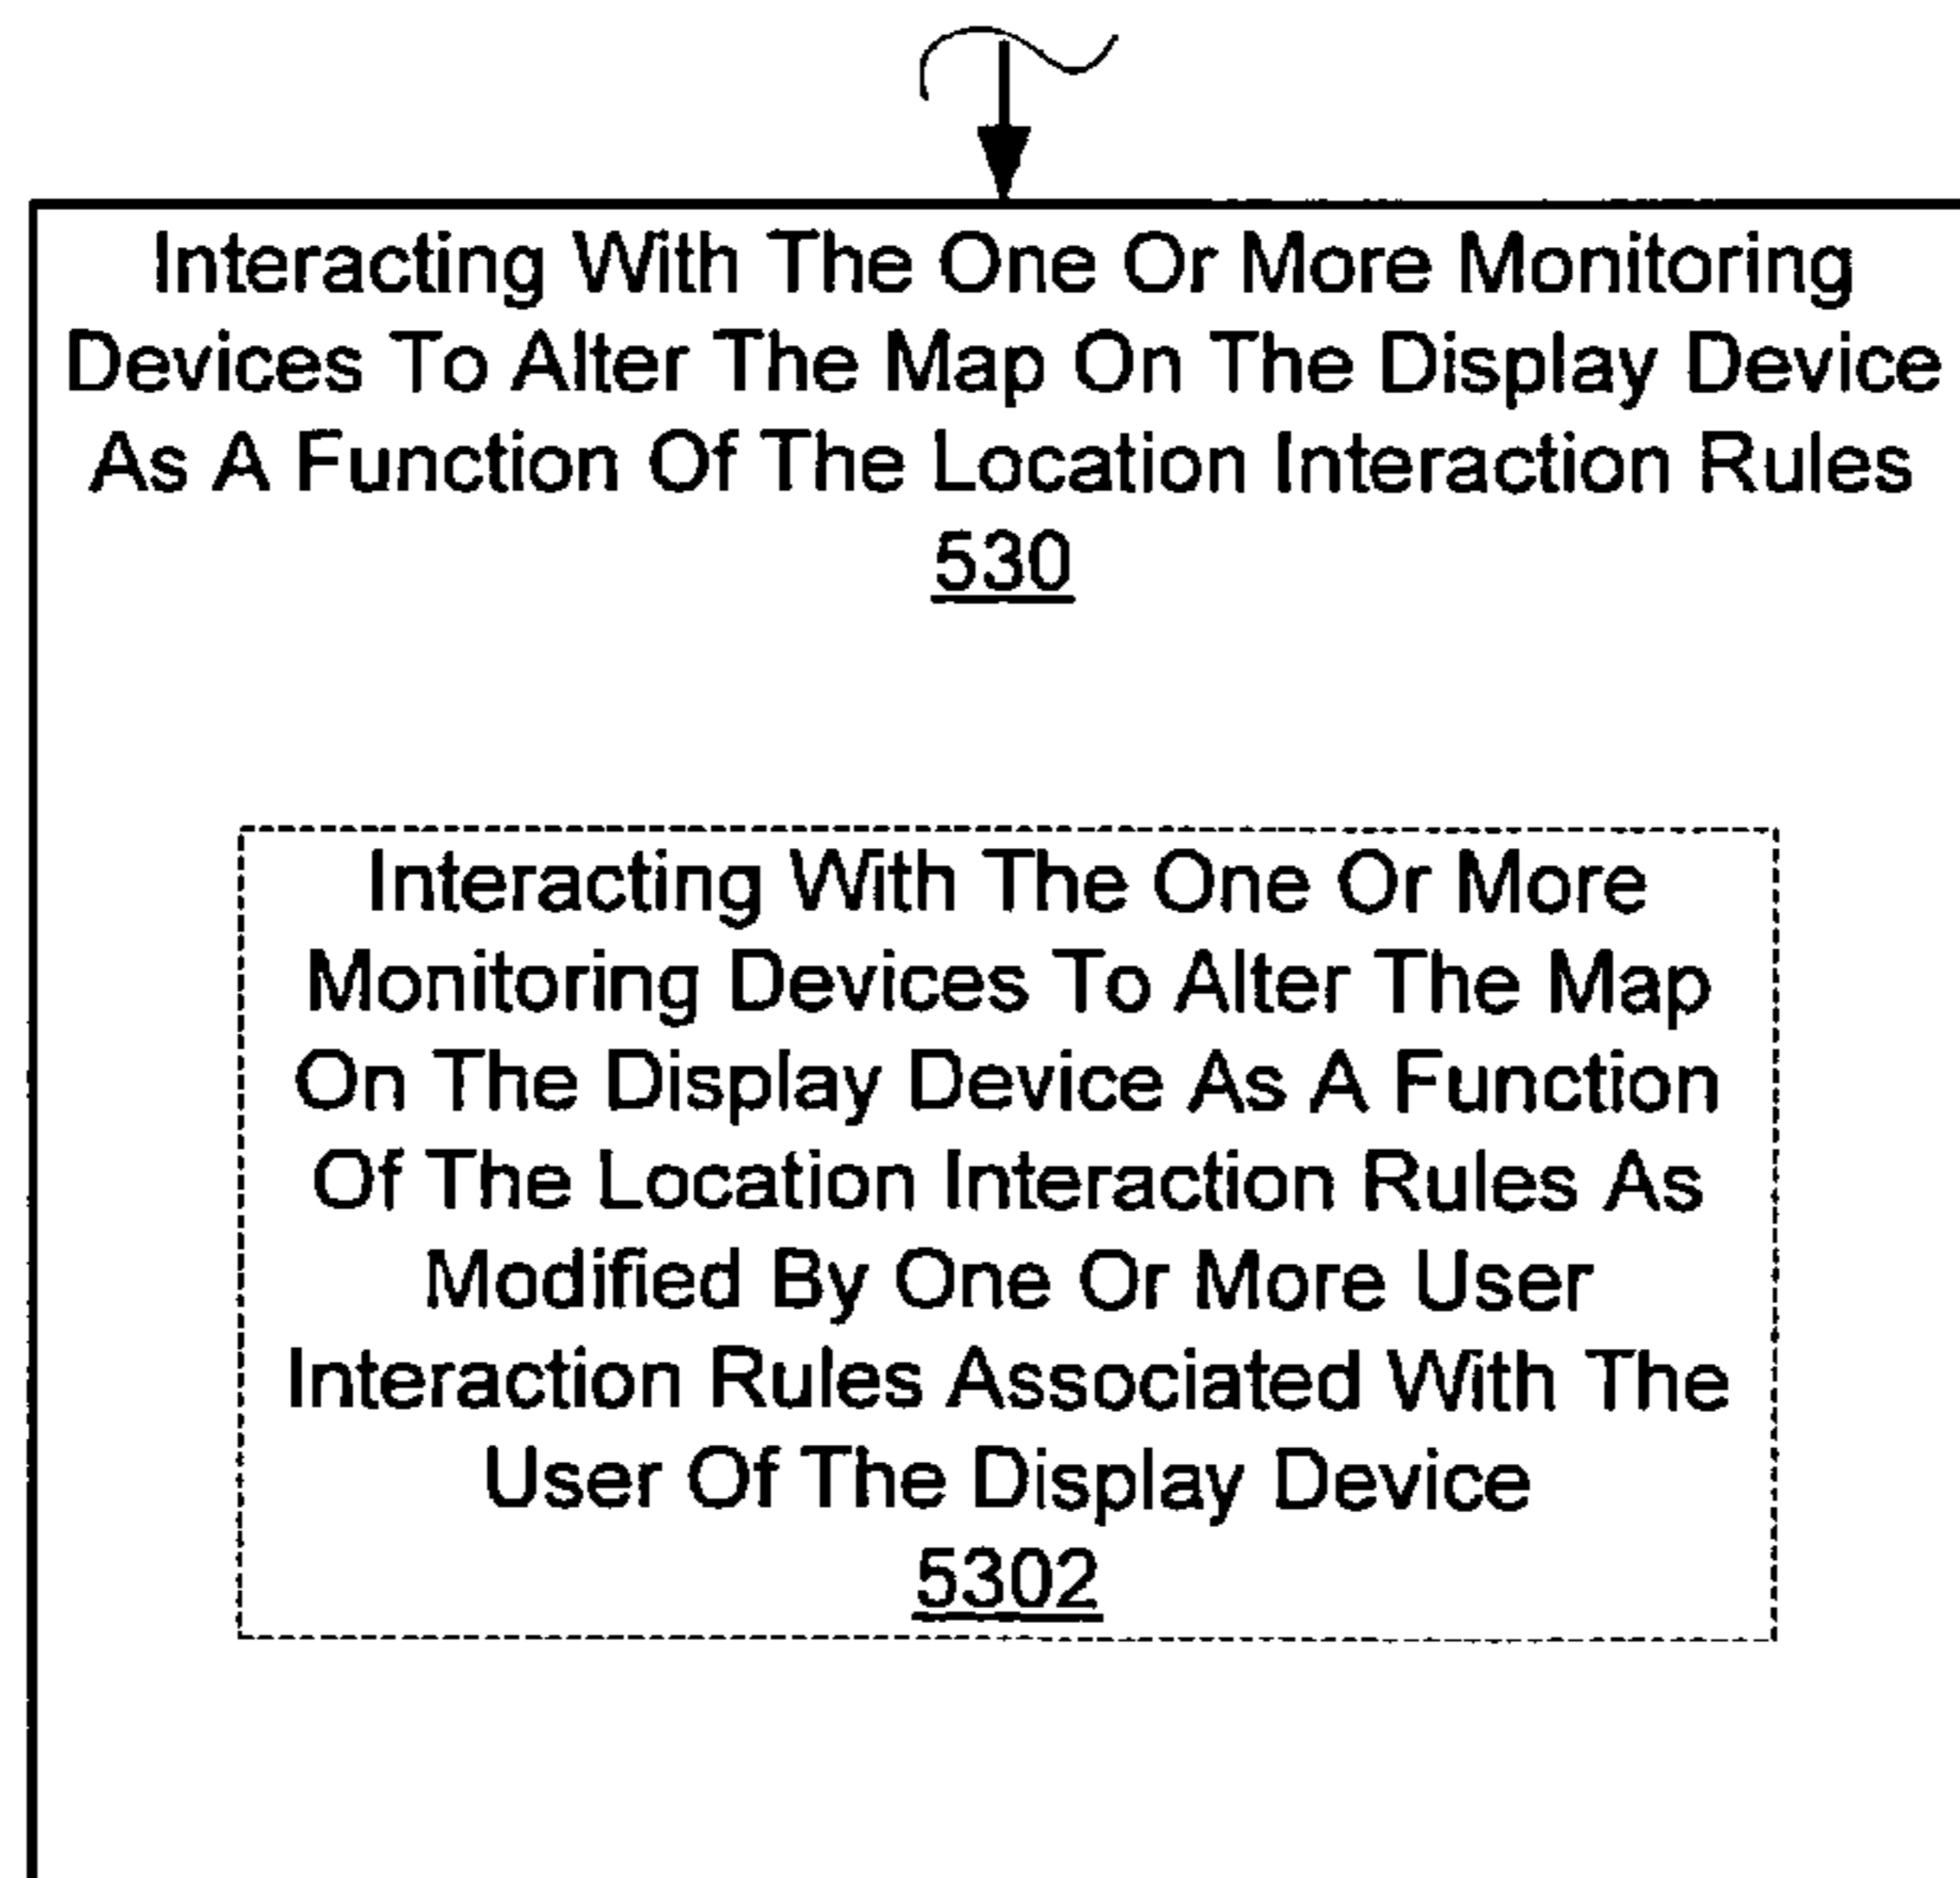 Interacting With The One Or More Monitoring
Devices To Alter The Map On The Display Device
As A Function Of The Location Interaction Rules
530
Interacting With The One Or More
Monitoring Devices To Alter The Map
On The Display Device As A Function
Of The Location Interaction Rules As
Modified By One Or More User
Interaction Rules Associated With The
User Of The Display Device
5302